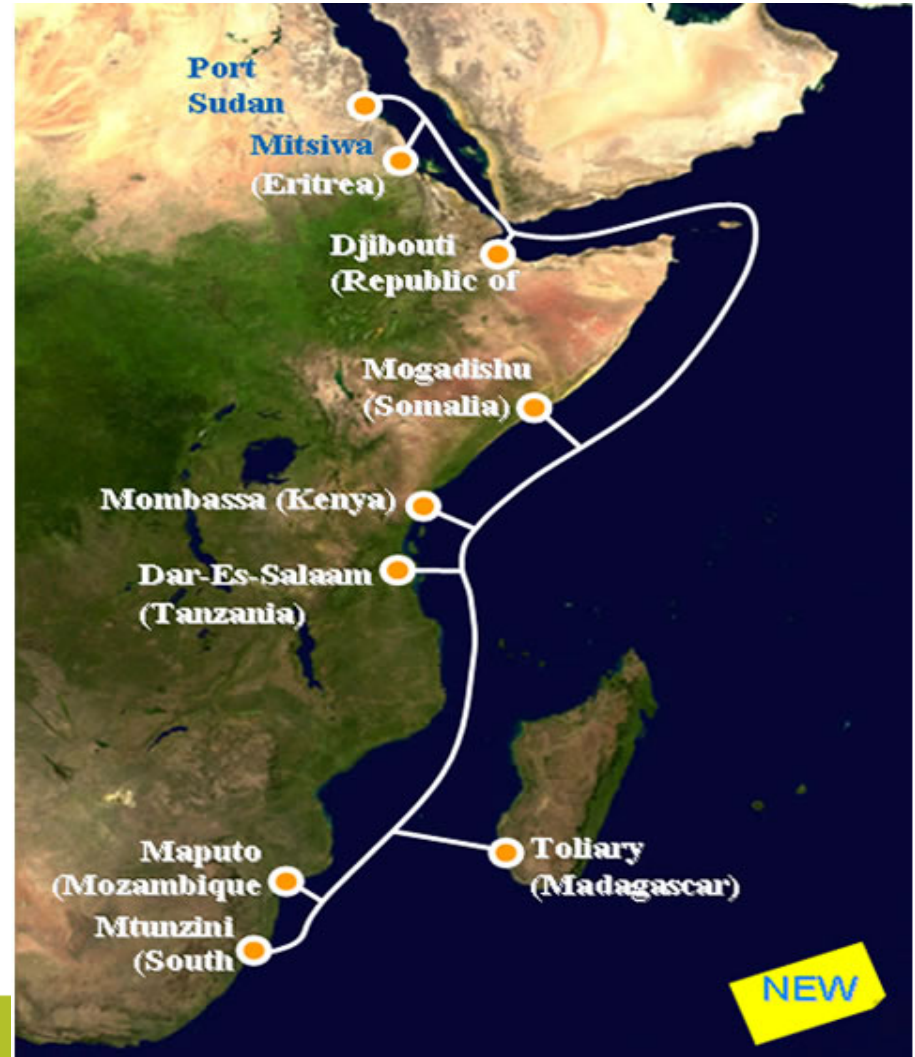 Port
Sudan
Mitsiwa
(Eritrea)
Djibouti
(Republic of
Mogadishu
(Somalia)
Mombassa (Kenya)
Dar-Es-Salaam
(Tanzania)
Toliary
(Madagascar)
Maputo
(Mozambique
Mtunzini
(South
NEW